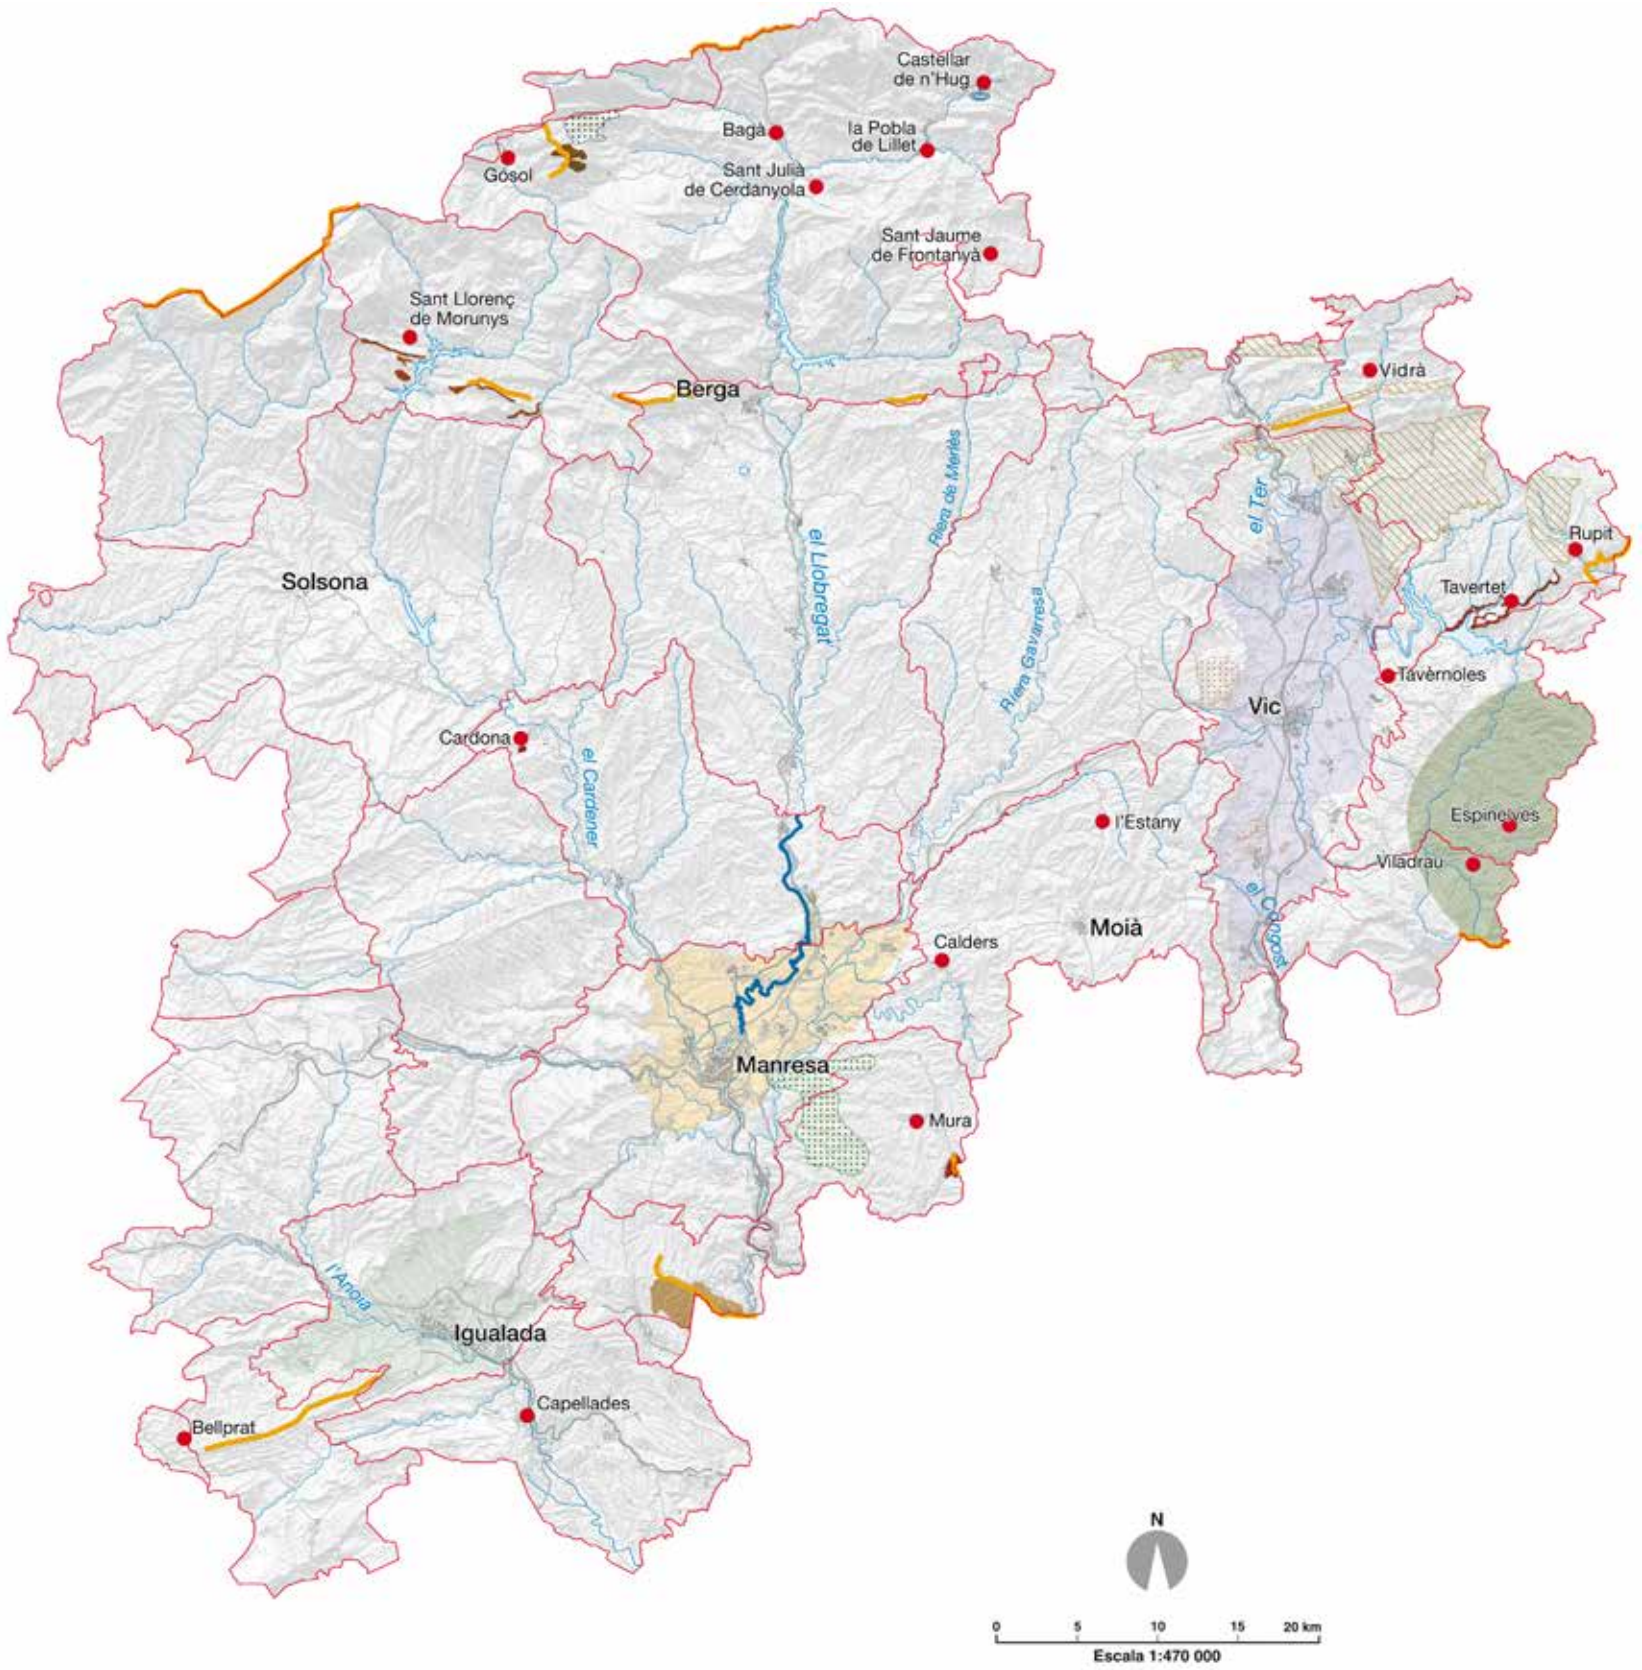 Castellar
de n'Hug
Bagà
la Pobla
de Lillet
Gósol
Sant Julià
de Cerdanyola
Sant Jaume
de Frontanyà
Sant Llorenç
de Morunys
Vidrà
Berga
Riera de Merlès
el Ter
el Llobregat
Rupit
Solsona
Tavertet
Riera Gavarresa
Tavèrnoles
Vic
Cardona
el Cardener
l'Estany
Espinelves
Viladrau
el Congost
Moià
Calders
Manresa
Mura
l'Anoia
Igualada
Capellades
Bellprat
N
0 5 10 15 20 km
Escala 1:470 000